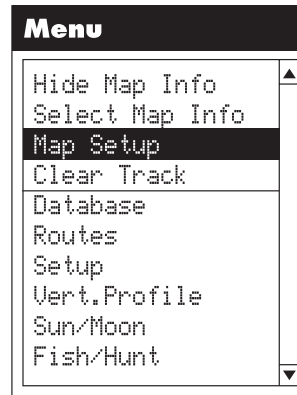 Menu
Hide Map Info
Select Map Info
Map Setup
Clear Track
Database
Routes
Setup
Vert.Profile
Sun/Moon
Fish/Hunt